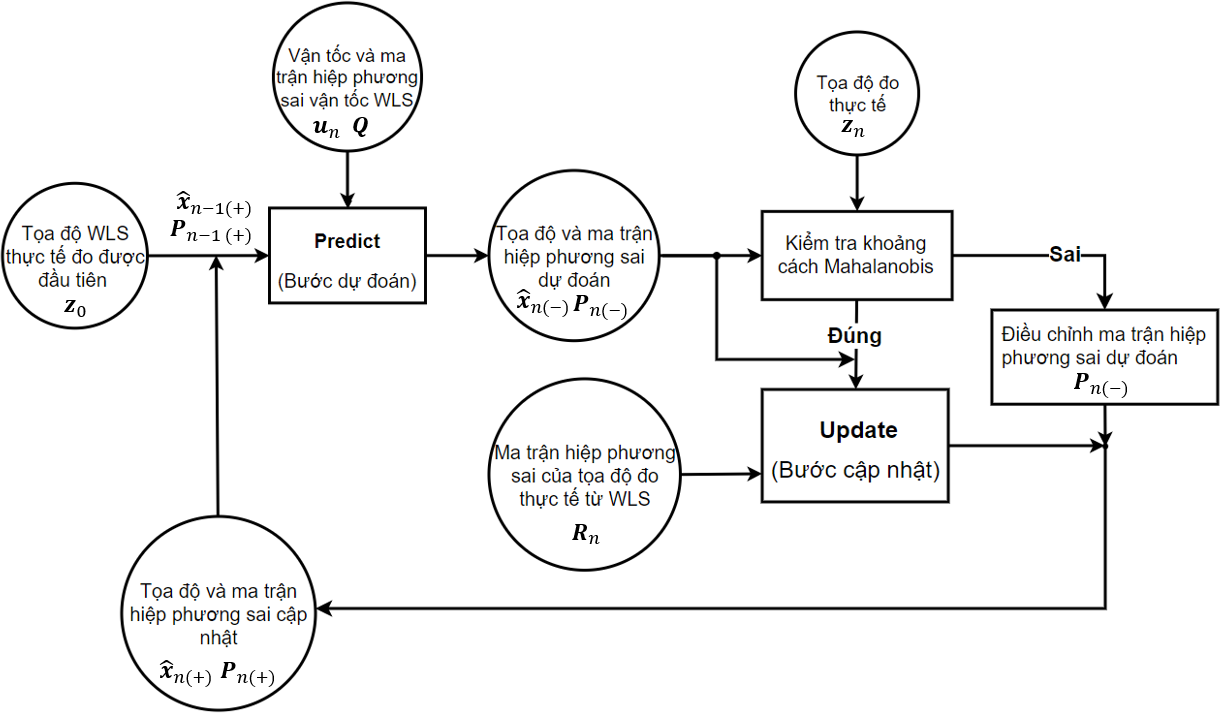 Vận tốc và ma
trận hiệp phương
sai vận tốc WLS
𝒖ₙ 𝑸
Tọa độ đo
thực tế
𝒛ₙ
Tọa độ WLS
thực tế đo được
đầu tiên
𝒛₀
x̂ₙ₋₁₍₊₎
Pₙ₋₁ ₍₊₎
Predict
(Bước dự đoán)
Tọa độ và ma trận
hiệp phương sai
dự đoán
x̂ₙ₍₋₎ Pₙ₍₋₎
Kiểm tra khoảng
cách Mahalanobis
Sai
Đúng
Điều chỉnh ma trận hiệp
phương sai dự đoán
Pₙ₍₋₎
Update
(Bước cập nhật)
Ma trận hiệp phương
sai của tọa độ đo
thực tế từ WLS
Rₙ
Tọa độ và ma trận
hiệp phương sai cập
nhật
x̂ₙ₍₊₎ Pₙ₍₊₎